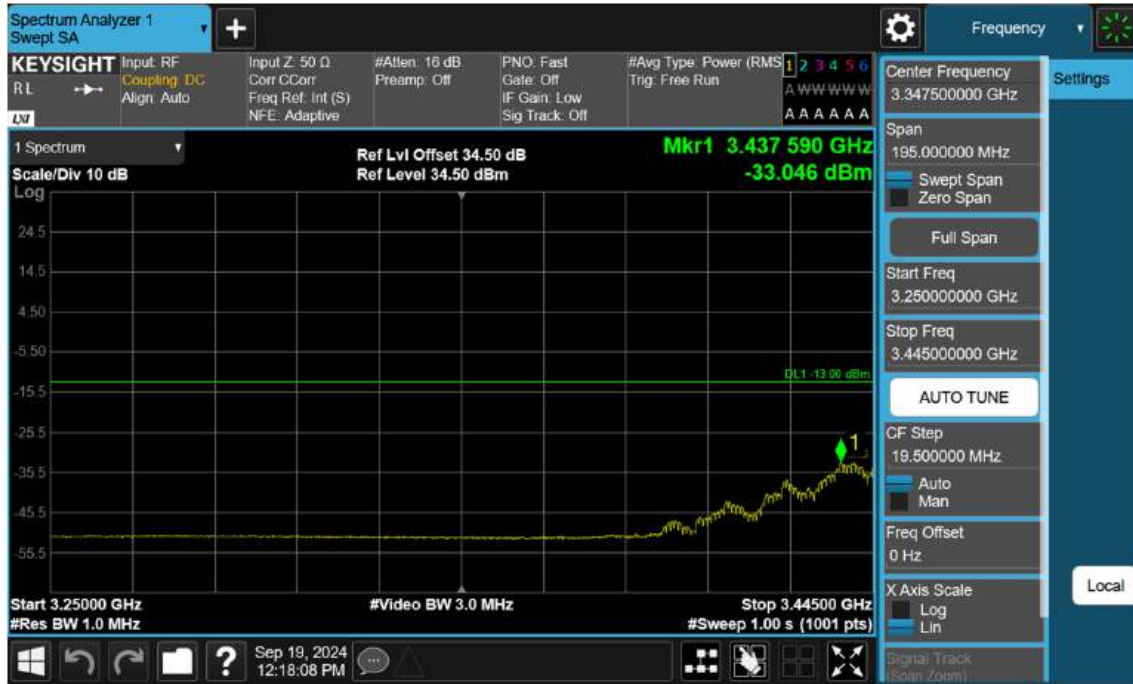 Spectrum Analyzer 1
Swept SA
Frequency
KEYSIGHT
RL
LXI
Input: RF
Coupling: DC
Align: Auto
Input Z: 50 Ω
Corr CCorr
Freq Ref: Int (S)
NFE: Adaptive
#Atten: 16 dB
Preamp: Off
PNO: Fast
Gate: Off
IF Gain: Low
Sig Track: Off
#Avg Type: Power (RMS
Trig: Free Run
1 2 3 4 5 6
A W W W W W
A A A A A A
1 Spectrum
Scale/Div 10 dB
Log
Ref Lvl Offset 34.50 dB
Ref Level 34.50 dBm
Mkr1 3.437 590 GHz
-33.046 dBm
24.5
14.5
4.50
-5.50
DL1 -13.00 dBm
-15.5
-25.5
1
-35.5
-45.5
-55.5
Start 3.25000 GHz
#Video BW 3.0 MHz
Stop 3.44500 GHz
#Res BW 1.0 MHz
#Sweep 1.00 s (1001 pts)
Center Frequency
3.347500000 GHz
Settings
Span
195.000000 MHz
Swept Span
Zero Span
Full Span
Start Freq
3.250000000 GHz
Stop Freq
3.445000000 GHz
AUTO TUNE
CF Step
19.500000 MHz
Auto
Man
Freq Offset
0 Hz
X Axis Scale
Log
Lin
Local
Signal Track
(Span Zoom)
?
Sep 19, 2024
12:18:08 PM